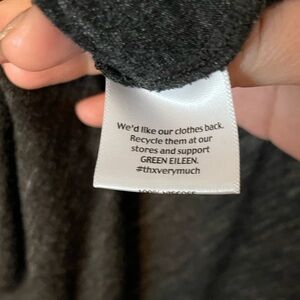 We'd like our clothes back.
Recycle them at our
stores and support
GREEN EILEEN.
#thxverymuch